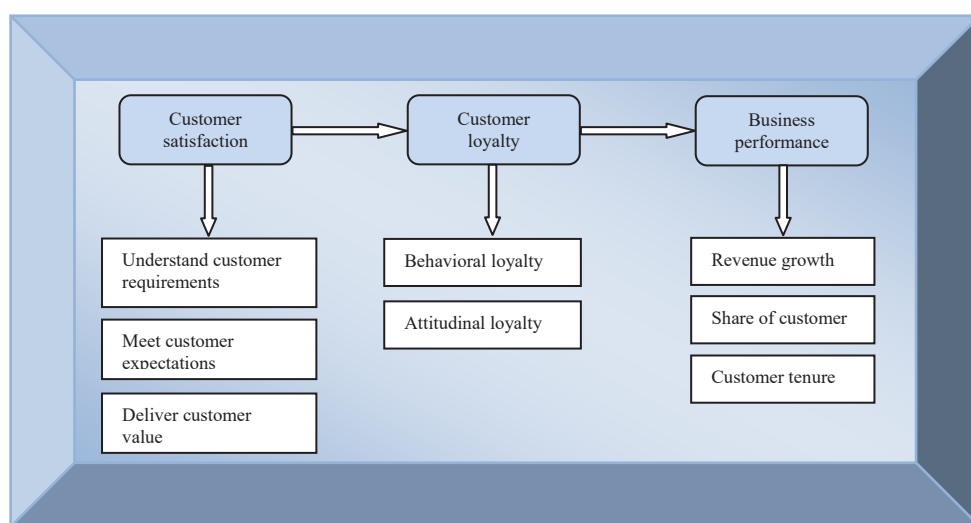 Customer
satisfaction
Customer
loyalty
Business
performance
Understand customer
requirements
Meet customer
expectations
Deliver customer
value
Behavioral loyalty
Attitudinal loyalty
Revenue growth
Share of customer
Customer tenure